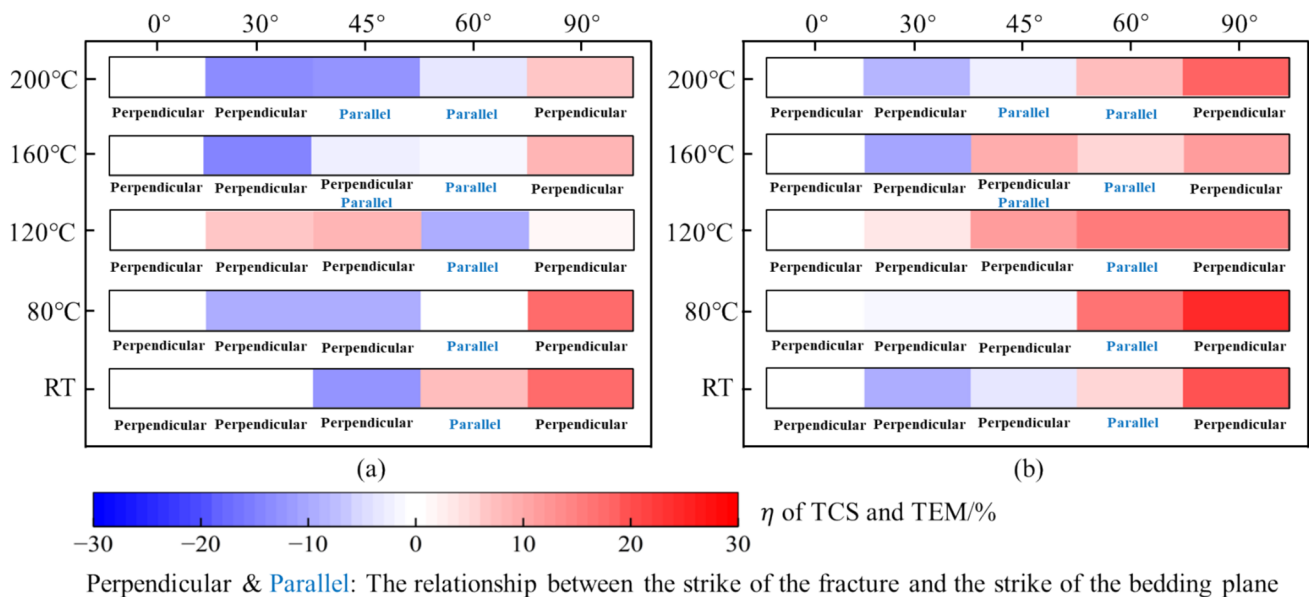 0° 30° 45° 60° 90°
200°C
Perpendicular Perpendicular Parallel Parallel Perpendicular
160°C
Perpendicular Perpendicular Perpendicular Parallel Perpendicular
Parallel
120°C
Perpendicular Perpendicular Perpendicular Parallel Perpendicular
80°C
Perpendicular Perpendicular Perpendicular Parallel Perpendicular
RT
Perpendicular Perpendicular Perpendicular Parallel Perpendicular
(a)
0° 30° 45° 60° 90°
200°C
Perpendicular Perpendicular Parallel Parallel Perpendicular
160°C
Perpendicular Perpendicular Perpendicular Parallel Perpendicular
Parallel
120°C
Perpendicular Perpendicular Perpendicular Parallel Perpendicular
80°C
Perpendicular Perpendicular Perpendicular Parallel Perpendicular
RT
Perpendicular Perpendicular Perpendicular Parallel Perpendicular
(b)
η of TCS and TEM/%
−30 −20 −10 0 10 20 30
Perpendicular & Parallel: The relationship between the strike of the fracture and the strike of the bedding plane